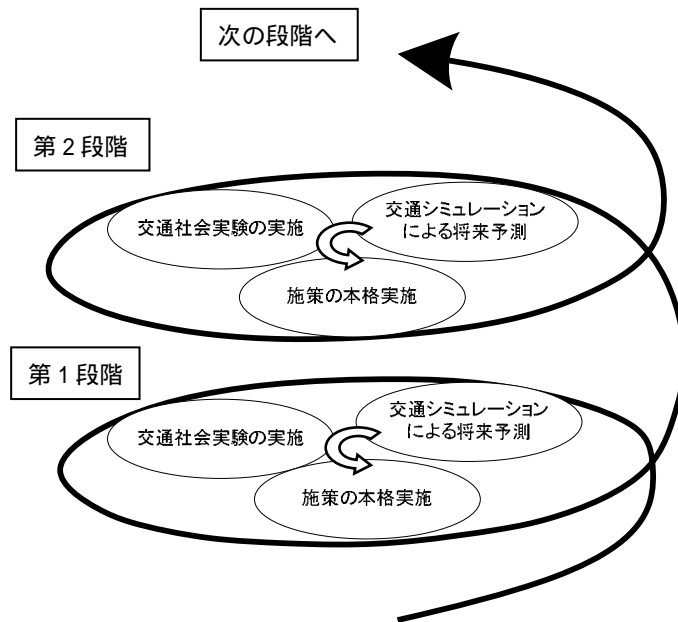 次の段階へ
第２段階
交通社会実験の実施
交通シミュレーション
による将来予測
施策の本格実施
第１段階
交通社会実験の実施
交通シミュレーション
による将来予測
施策の本格実施